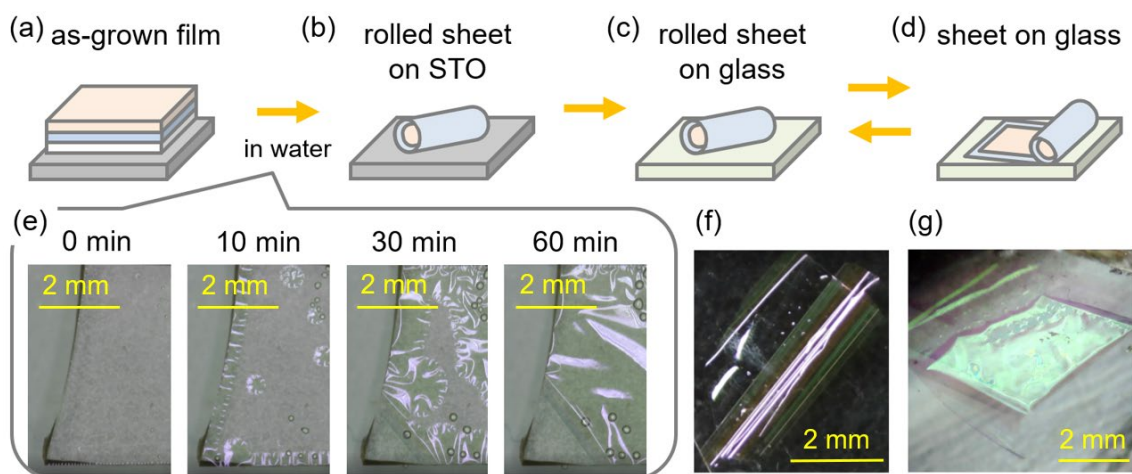 (a)
as-grown film
(b)
rolled sheet
on STO
(c)
rolled sheet
on glass
(d)
sheet on glass
in water
(e)
0 min
10 min
30 min
60 min
2 mm
2 mm
2 mm
2 mm
(f)
2 mm
(g)
2 mm